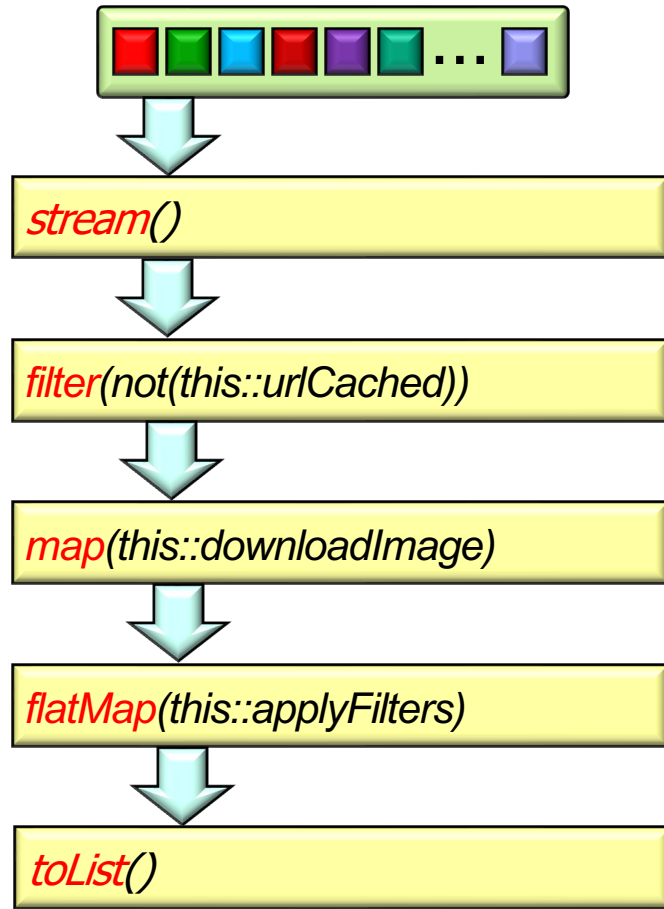 ...
stream()
filter(not(this::urlCached))
map(this::downloadImage)
flatMap(this::applyFilters)
toList()